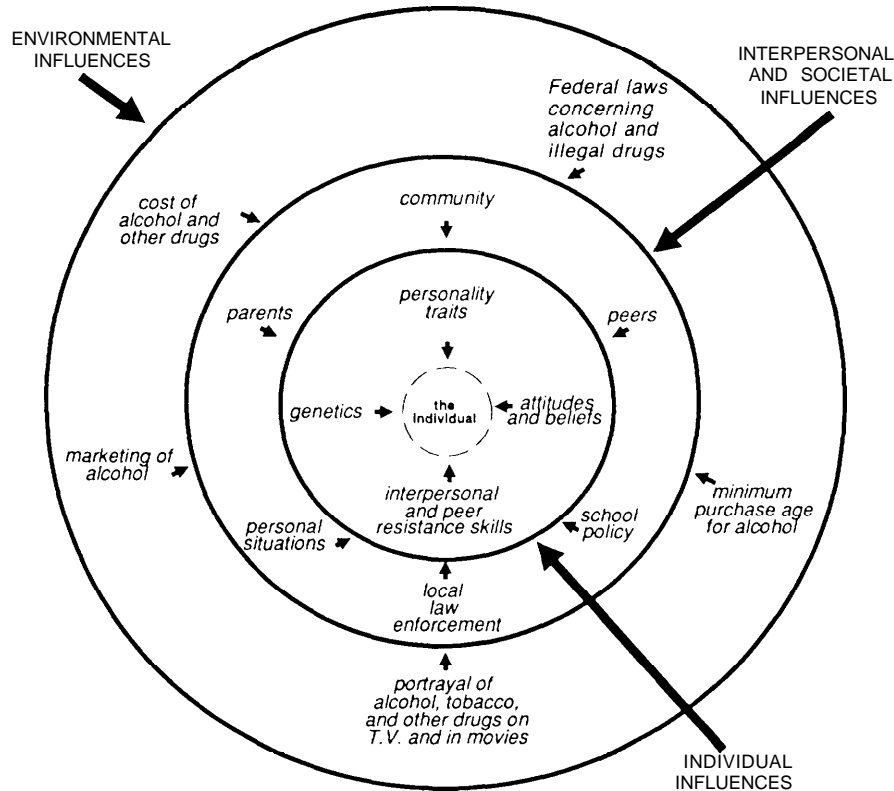 ENVIRONMENTAL
INFLUENCES
INTERPERSONAL
AND SOCIETAL
INFLUENCES
Federal laws
concerning
alcohol and
illegal drugs
cost of
alcohol and
other drugs
community
parents
personality
traits
peers
genetics
the
individual
attitudes
and beliefs
marketing of
alcohol
interpersonal
and peer
resistance skills
minimum
purchase age
for alcohol
personal
situations
school
policy
local
law
enforcement
portrayal of
alcohol, tobacco,
and other drugs on
T.V. and in movies
INDIVIDUAL
INFLUENCES